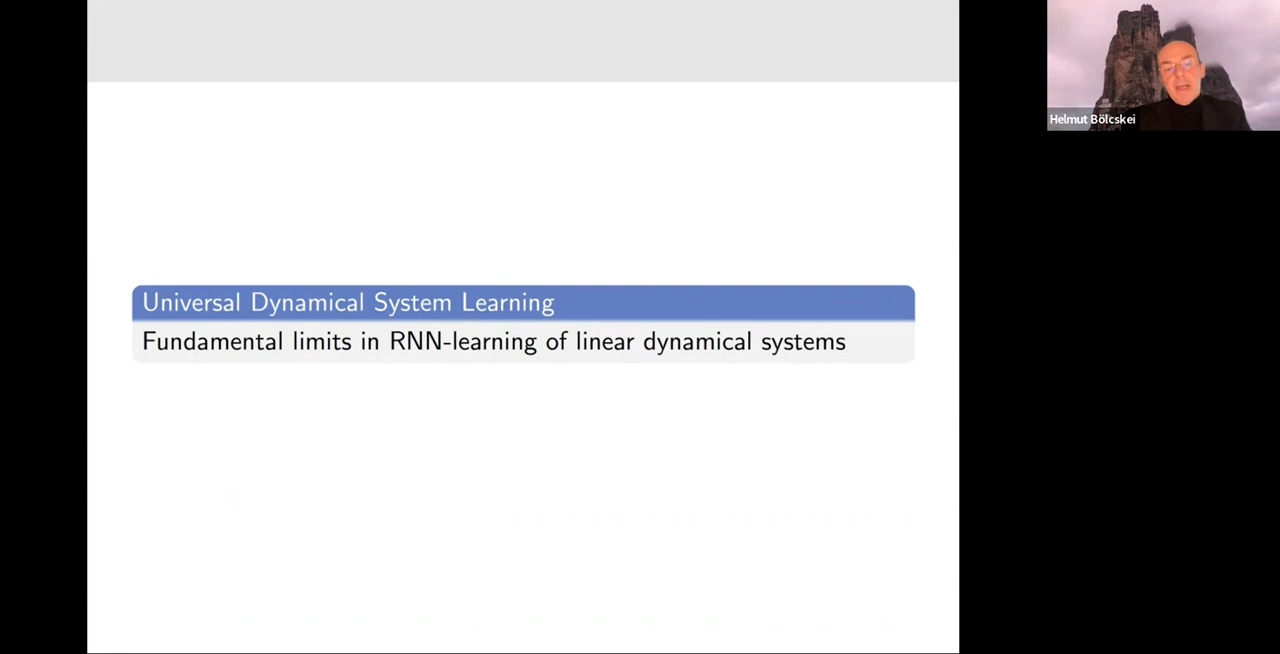 Universal Dynamical System Learning
Fundamental limits in RNN-learning of linear dynamical systems
Helmut Bölcskei